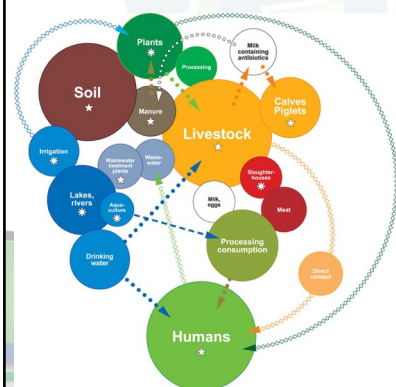 Plants
Processing
Milk
containing
antibiotics
Soil
Manure
Livestock
Calves
Piglets
Irrigation
Wastewater
treatment
plants
Waste-
water
Slaughter-
houses
Lakes,
rivers
Aqua-
culture
Milk,
eggs
Meat
Drinking
water
Processing
consumption
Direct
contact
Humans